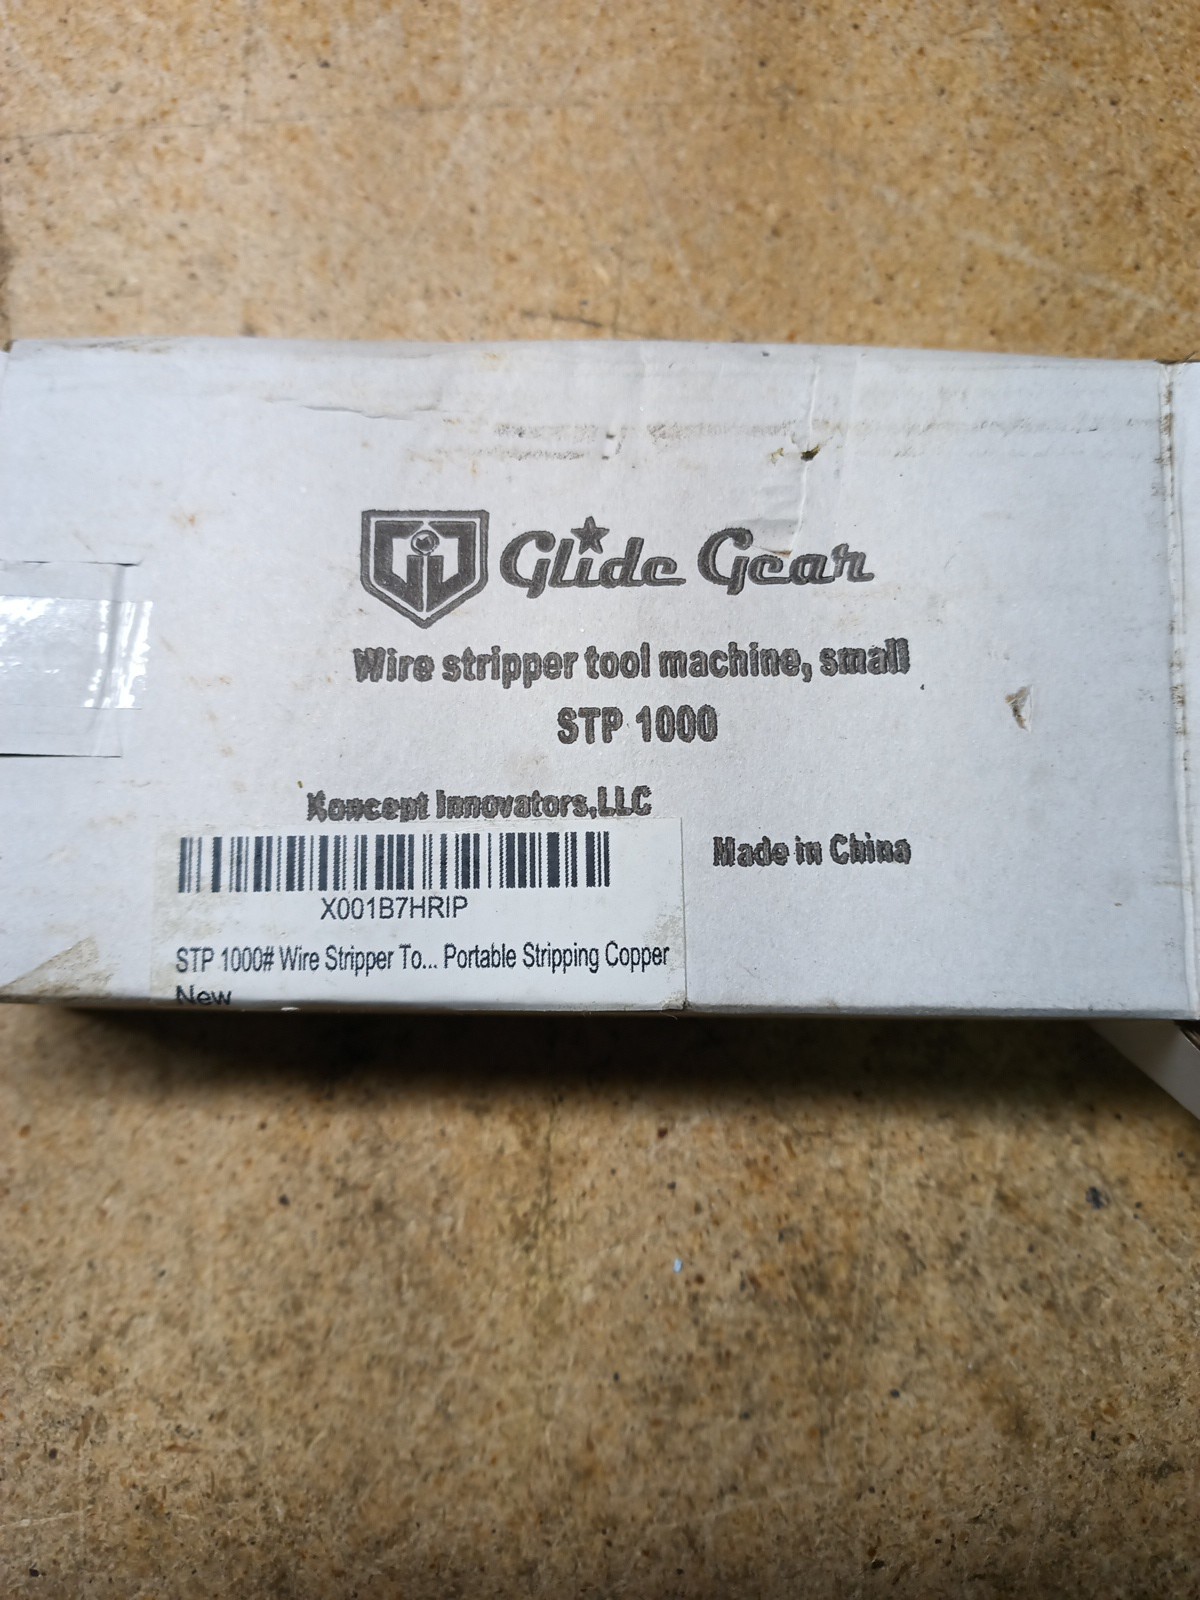 Glide Gear
Wire stripper tool machine, small
STP 1000
Koncept Innovators,LLC
Made in China
X001B7HRIP
STP 1000# Wire Stripper To... Portable Stripping Copper
New